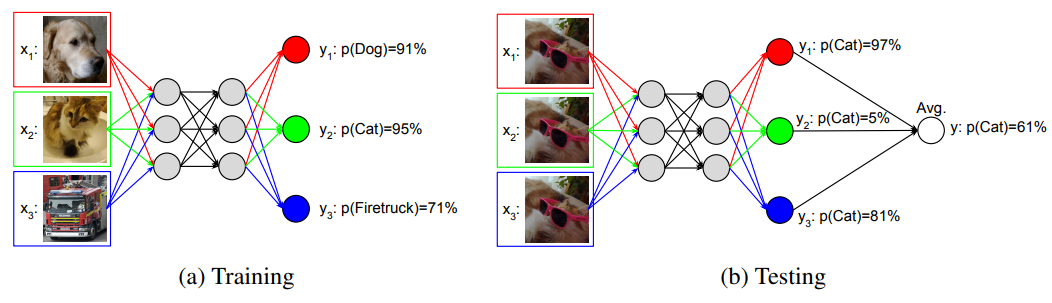 x₁:
y₁: p(Dog)=91%
x₂:
y₂: p(Cat)=95%
x₃:
y₃: p(Firetruck)=71%
(a) Training
x₁:
y₁: p(Cat)=97%
x₂:
y₂: p(Cat)=5%
Avg.
y: p(Cat)=61%
x₃:
y₃: p(Cat)=81%
(b) Testing